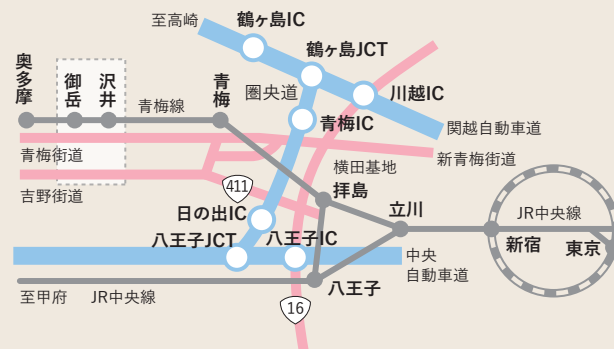 至高崎
鶴ヶ島IC
鶴ヶ島JCT
奥多摩
御岳
沢井
青梅
川越IC
圏央道
青梅線
青梅IC
関越自動車道
青梅街道
横田基地
新青梅街道
411
拝島
吉野街道
日の出IC
立川
JR中央線
八王子JCT
八王子IC
新宿
東京
中央
自動車道
八王子
至甲府
JR中央線
16